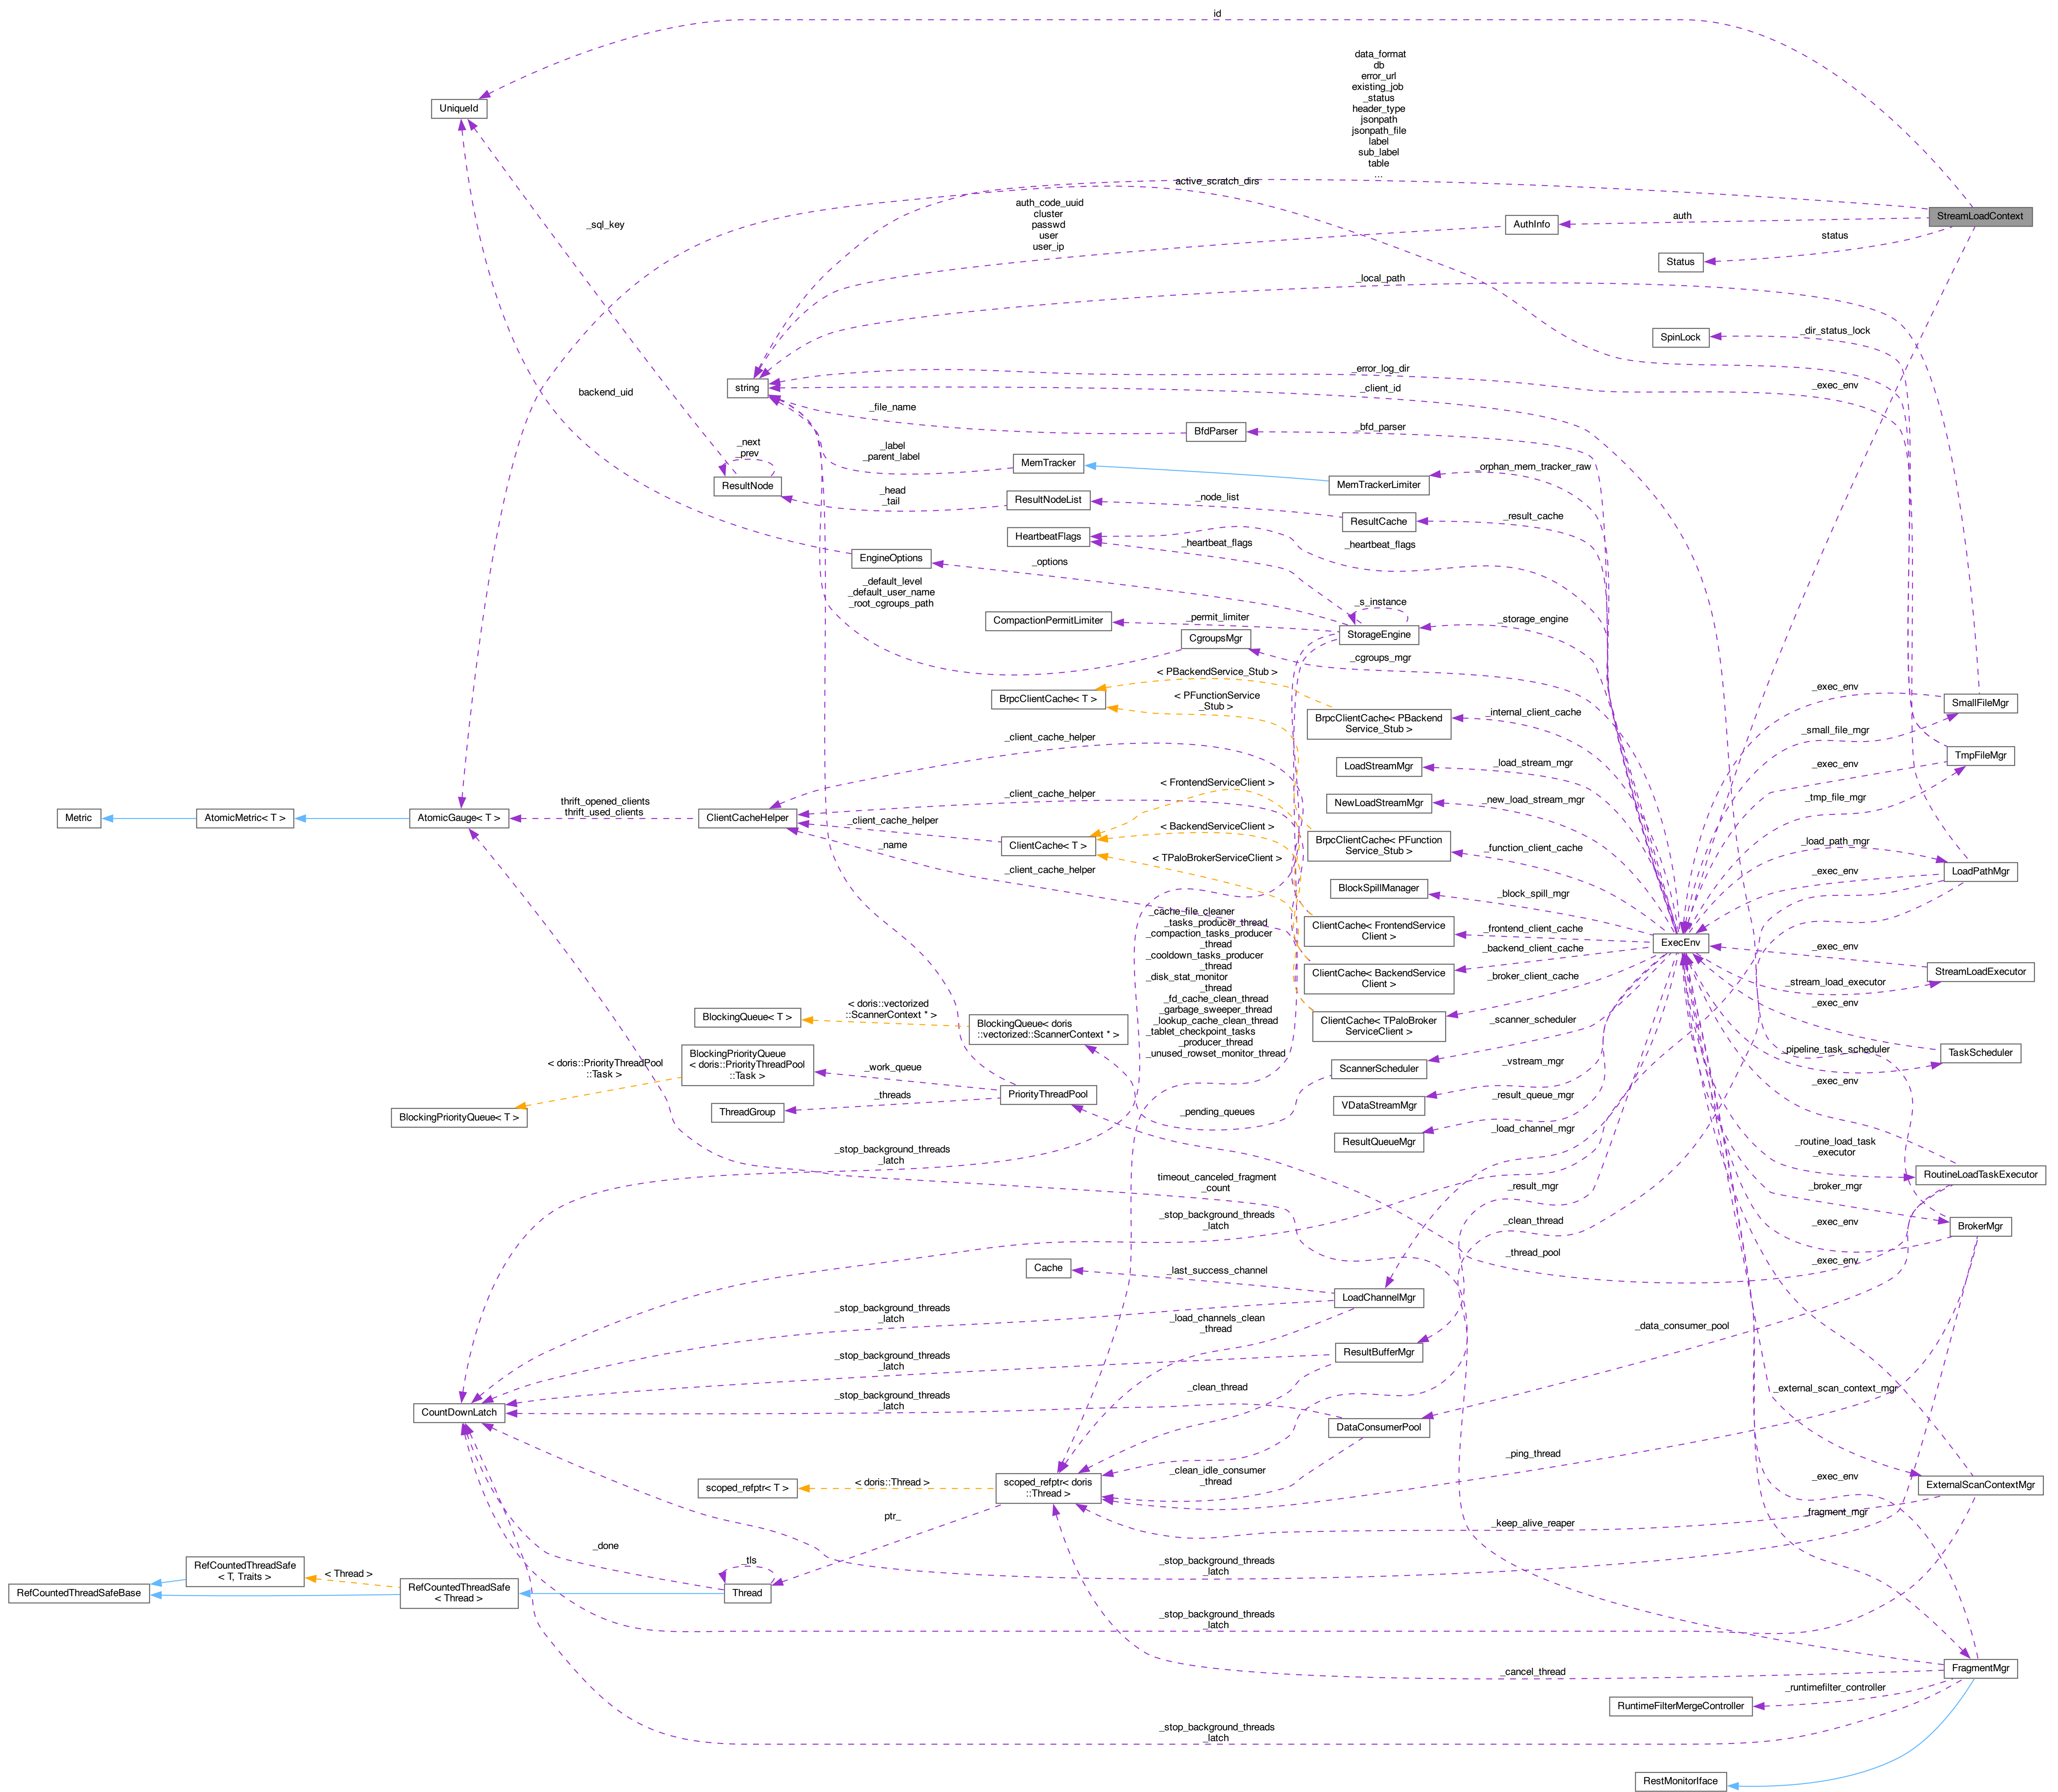 id
data_format
db
error_url
existing_job
_status
header_type
jsonpath
jsonpath_file
label
sub_label
table
...
UniqueId
active_scratch_dirs
StreamLoadContext
auth_code_uuid
cluster
passwd
user
user_ip
AuthInfo
auth
_sql_key
status
Status
_local_path
SpinLock
_dir_status_lock
_error_log_dir
_exec_env
string
_client_id
backend_uid
_file_name
BfdParser
_bfd_parser
_next
_prev
_label
_parent_label
MemTracker
_orphan_mem_tracker_raw
ResultNode
MemTrackerLimiter
_head
_tail
ResultNodeList
_node_list
ResultCache
_result_cache
HeartbeatFlags
_heartbeat_flags
_heartbeat_flags
EngineOptions
_options
_default_level
_default_user_name
_root_cgroups_path
_s_instance
CompactionPermitLimiter
_permit_limiter
StorageEngine
_storage_engine
CgroupsMgr
_cgroups_mgr
< PBackendService_Stub >
_exec_env
SmallFileMgr
BrpcClientCache< T >
< PFunctionService
_Stub >
BrpcClientCache< PBackend
Service_Stub >
_internal_client_cache
_small_file_mgr
_client_cache_helper
LoadStreamMgr
_load_stream_mgr
_exec_env
TmpFileMgr
< FrontendServiceClient >
_client_cache_helper
NewLoadStreamMgr
_new_load_stream_mgr
_tmp_file_mgr
Metric
AtomicMetric< T >
AtomicGauge< T >
thrift_opened_clients
thrift_used_clients
ClientCacheHelper
_client_cache_helper
< BackendServiceClient >
ClientCache< T >
BrpcClientCache< PFunction
Service_Stub >
_function_client_cache
_load_path_mgr
_name
< TPaloBrokerServiceClient >
_client_cache_helper
_exec_env
LoadPathMgr
BlockSpillManager
_block_spill_mgr
_cache_file_cleaner
_tasks_producer_thread
_compaction_tasks_producer
_thread
_cooldown_tasks_producer
_thread
_disk_stat_monitor
_thread
_fd_cache_clean_thread
_garbage_sweeper_thread
_lookup_cache_clean_thread
_tablet_checkpoint_tasks
_producer_thread
_unused_rowset_monitor_thread
ClientCache< FrontendService
Client >
_frontend_client_cache
ExecEnv
_exec_env
StreamLoadExecutor
ClientCache< BackendService
Client >
_backend_client_cache
_stream_load_executor
_broker_client_cache
_exec_env
ClientCache< TPaloBroker
ServiceClient >
_scanner_scheduler
< doris::vectorized
::ScannerContext * >
BlockingQueue< T >
BlockingQueue< doris
::vectorized::ScannerContext * >
_pipeline_task_scheduler
TaskScheduler
< doris::PriorityThreadPool
::Task >
BlockingPriorityQueue
< doris::PriorityThreadPool
::Task >
_work_queue
ScannerScheduler
_vstream_mgr
_exec_env
PriorityThreadPool
_threads
VDataStreamMgr
_result_queue_mgr
BlockingPriorityQueue< T >
ThreadGroup
_pending_queues
ResultQueueMgr
_load_channel_mgr
_routine_load_task
_executor
_stop_background_threads
_latch
RoutineLoadTaskExecutor
timeout_canceled_fragment
_count
_result_mgr
_broker_mgr
_stop_background_threads
_latch
_clean_thread
_exec_env
BrokerMgr
_thread_pool
_exec_env
Cache
_last_success_channel
LoadChannelMgr
_stop_background_threads
_latch
_load_channels_clean
_thread
_data_consumer_pool
_stop_background_threads
_latch
ResultBufferMgr
_clean_thread
_external_scan_context_mgr
_stop_background_threads
_latch
CountDownLatch
DataConsumerPool
_ping_thread
_clean_idle_consumer
_thread
_exec_env
scoped_refptr< T >
< doris::Thread >
scoped_refptr< doris
::Thread >
ExternalScanContextMgr
ptr_
_keep_alive_reaper
_fragment_mgr
_done
_tls
_stop_background_threads
_latch
RefCountedThreadSafe
< T, Traits >
< Thread >
RefCountedThreadSafeBase
RefCountedThreadSafe
< Thread >
Thread
_stop_background_threads
_latch
_cancel_thread
FragmentMgr
_runtimefilter_controller
RuntimeFilterMergeController
_stop_background_threads
_latch
RestMonitorIface